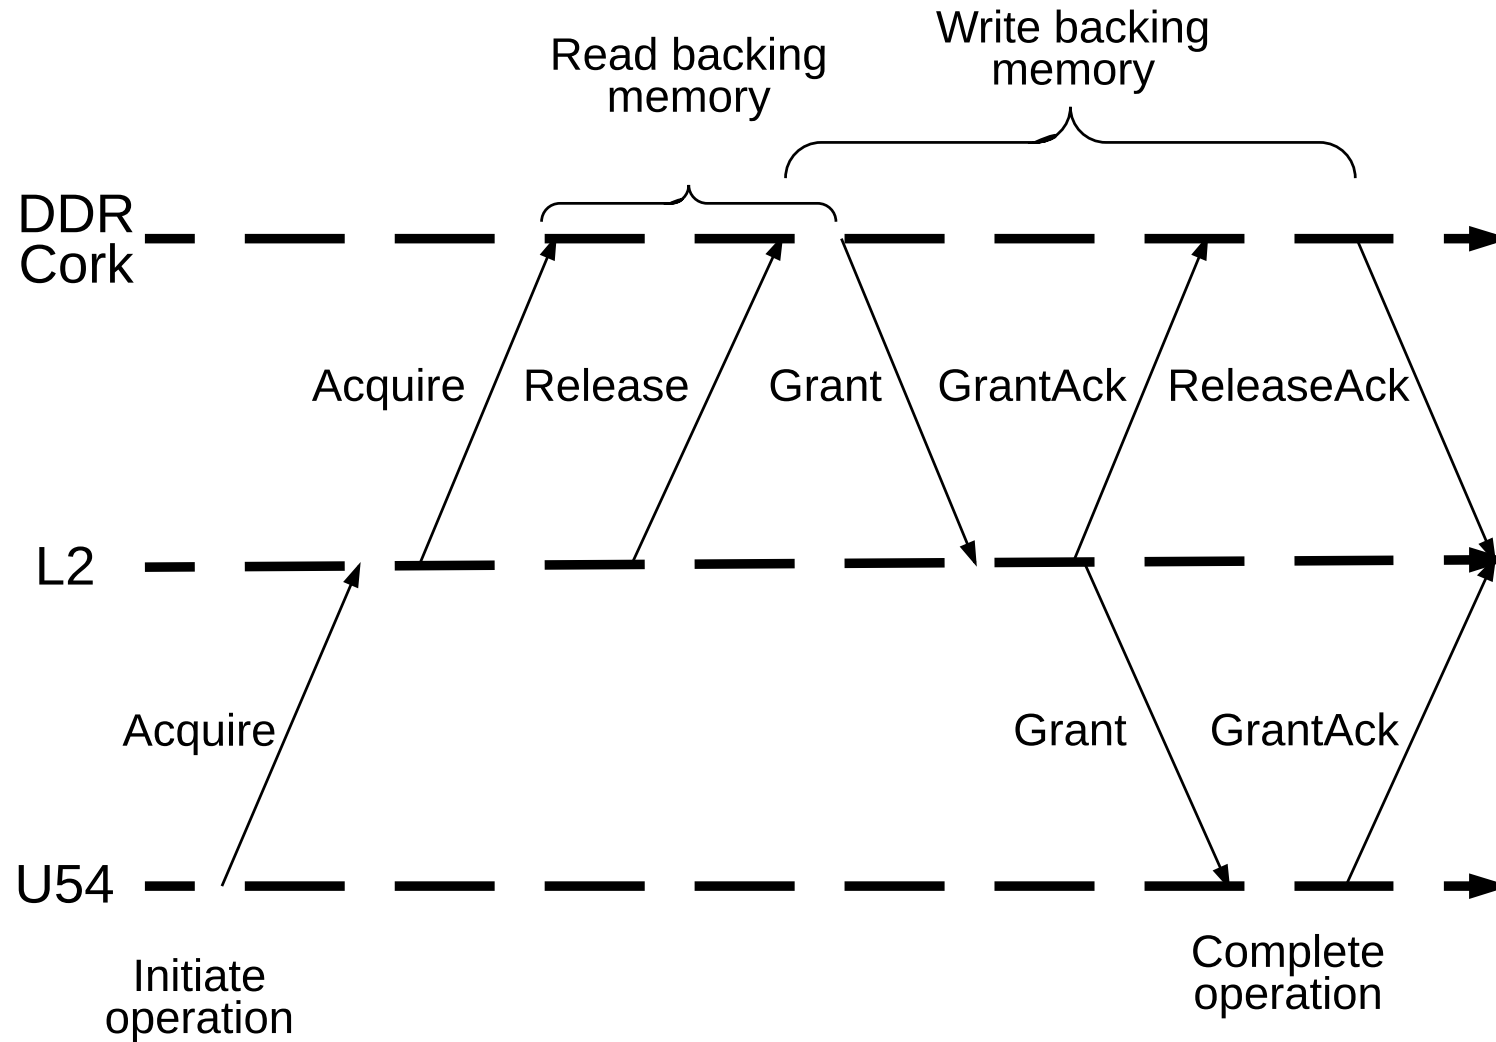 Write backing
memory
Read backing
memory
DDR
Cork
Acquire
Release
Grant
GrantAck
ReleaseAck
L2
Acquire
Grant
GrantAck
U54
Initiate
operation
Complete
operation